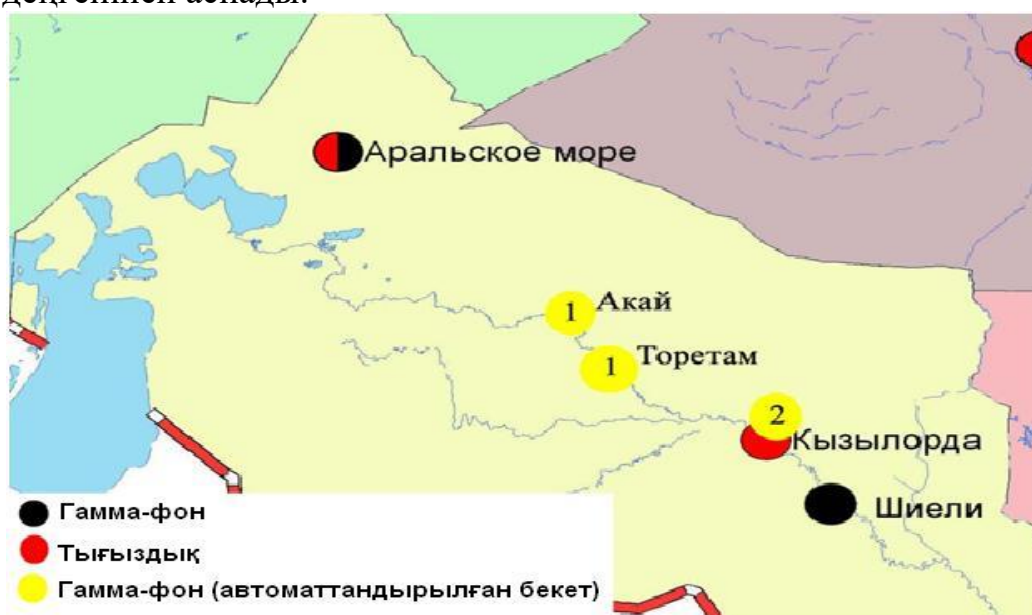 Аральское море
1 Акай
1 Торетам
2
Кызылорда
Шиели
Гамма-фон
Тығыздық
Гамма-фон (автоматтандырылған бекет)